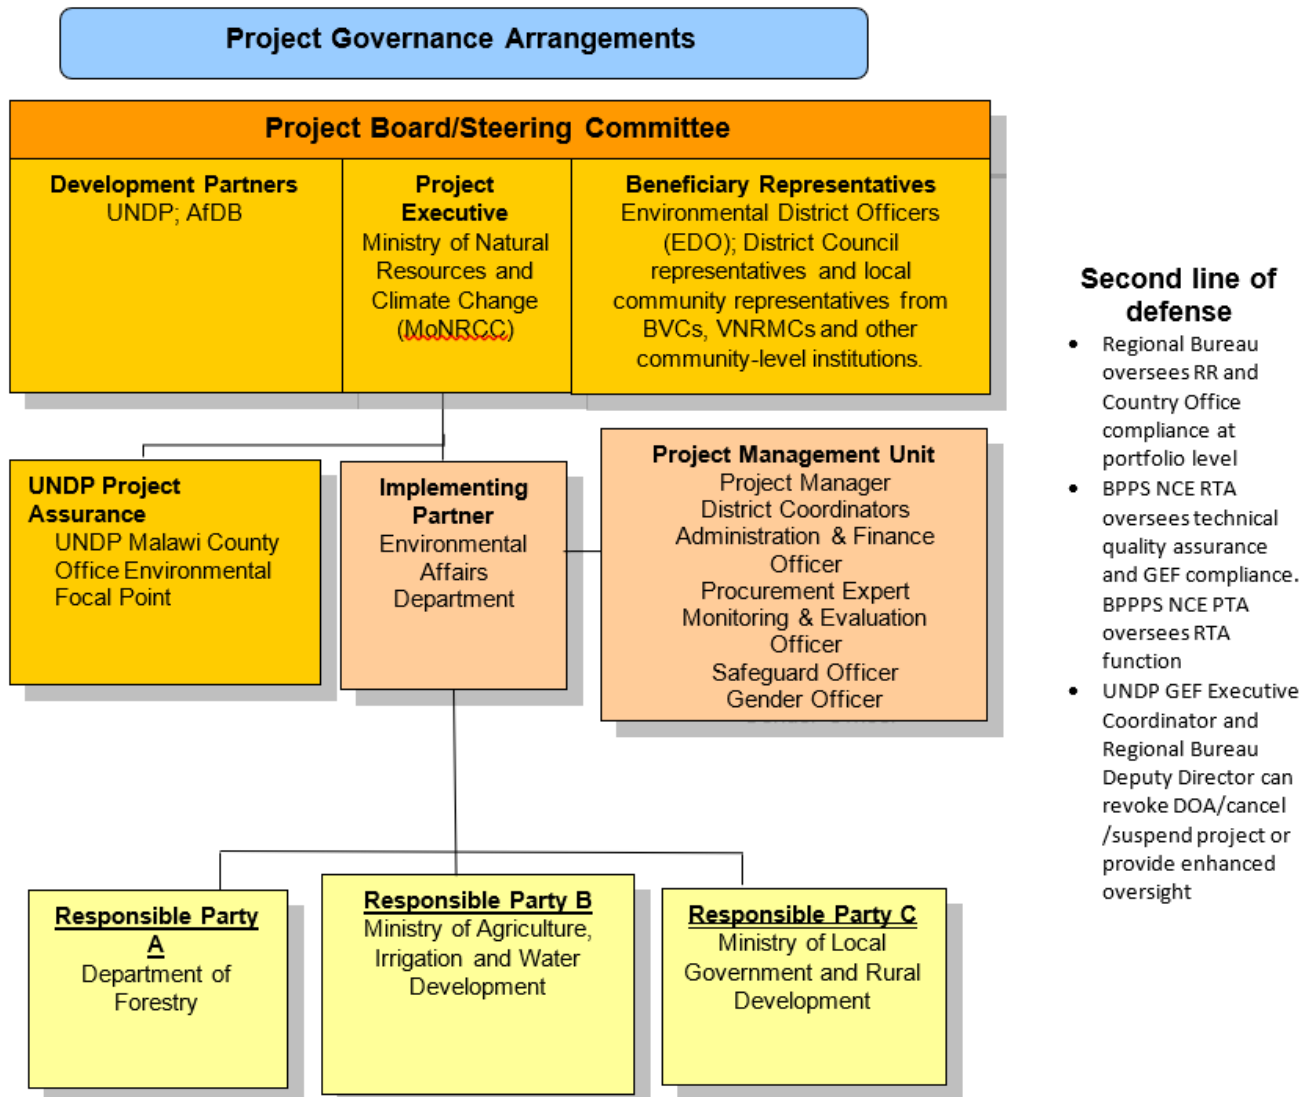 Project Governance Arrangements
Project Board/Steering Committee
Development Partners
UNDP; AfDB
Project
Executive
Ministry of Natural
Resources and
Climate Change
(MoNRCC)
Beneficiary Representatives
Environmental District Officers
(EDO); District Council
representatives and local
community representatives from
BVCs, VNRMCs and other
community-level institutions.
UNDP Project
Assurance
UNDP Malawi County
Office Environmental
Focal Point
Implementing
Partner
Environmental
Affairs
Department
Project Management Unit
Project Manager
District Coordinators
Administration & Finance
Officer
Procurement Expert
Monitoring & Evaluation
Officer
Safeguard Officer
Gender Officer
Responsible Party
A
Department of
Forestry
Responsible Party B
Ministry of Agriculture,
Irrigation and Water
Development
Responsible Party C
Ministry of Local
Government and Rural
Development
Second line of
defense
• Regional Bureau
oversees RR and
Country Office
compliance at
portfolio level
• BPPS NCE RTA
oversees technical
quality assurance
and GEF compliance.
BPPPS NCE PTA
oversees RTA
function
• UNDP GEF Executive
Coordinator and
Regional Bureau
Deputy Director can
revoke DOA/cancel
/suspend project or
provide enhanced
oversight